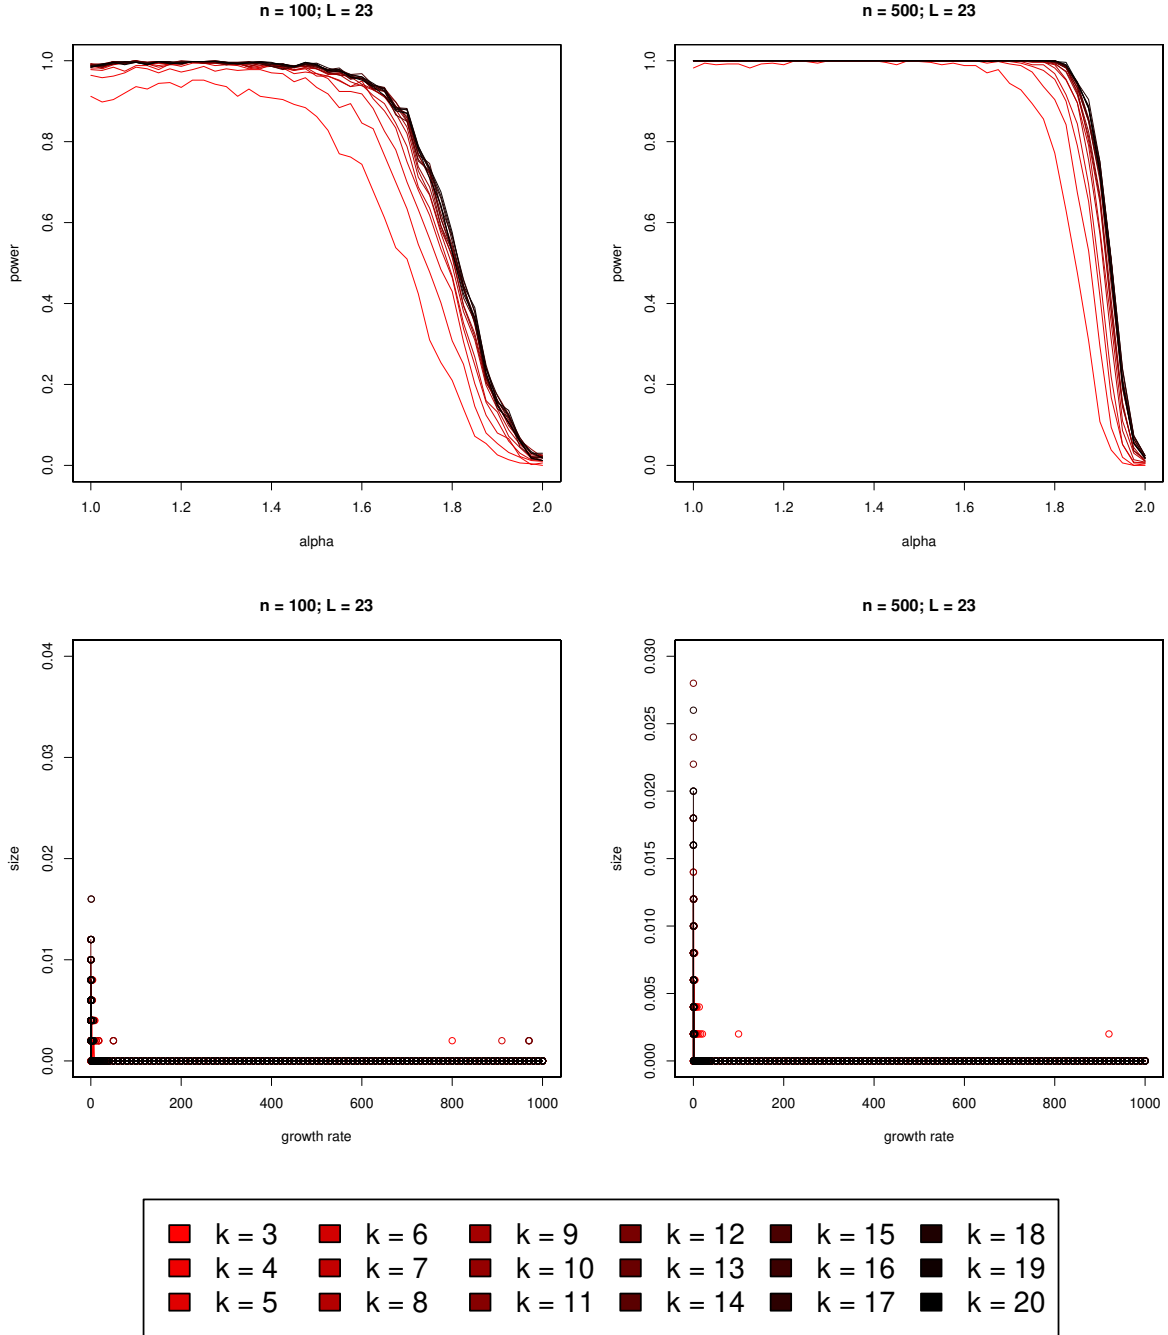 n = 100; L = 23
n = 500; L = 23
power
0.0 0.2 0.4 0.6 0.8 1.0
1.0 1.2 1.4 1.6 1.8 2.0
alpha
power
0.0 0.2 0.4 0.6 0.8 1.0
1.0 1.2 1.4 1.6 1.8 2.0
alpha
n = 100; L = 23
n = 500; L = 23
size
0.00 0.01 0.02 0.03 0.04
0 200 400 600 800 1000
growth rate
size
0.000 0.005 0.010 0.015 0.020 0.025 0.030
0 200 400 600 800 1000
growth rate
k = 3 k = 6 k = 9 k = 12 k = 15 k = 18
k = 4 k = 7 k = 10 k = 13 k = 16 k = 19
k = 5 k = 8 k = 11 k = 14 k = 17 k = 20